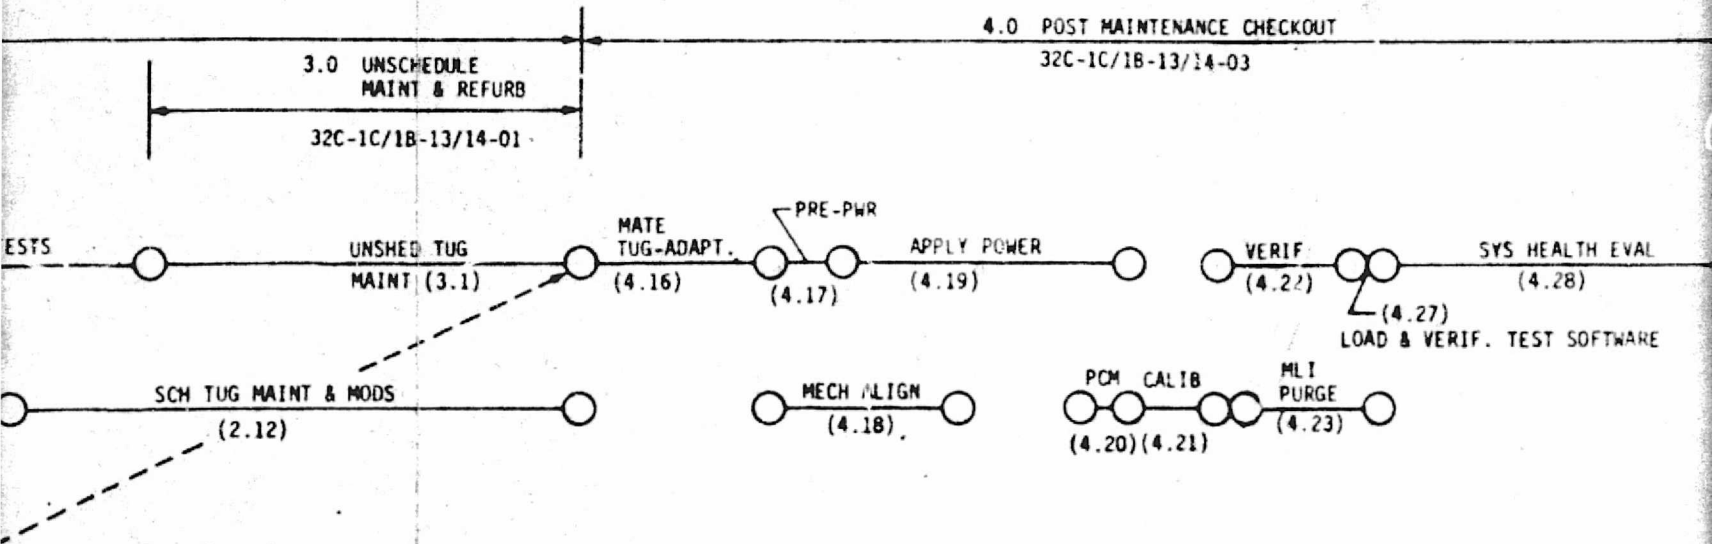 4.0 POST MAINTENANCE CHECKOUT
32C-1C/1B-13/14-03
3.0 UNSCHEDULE
MAINT & REFURB
32C-1C/1B-13/14-01
ESTS
UNSHED TUG
MAINT (3.1)
MATE
TUG-ADAPT.
(4.16)
PRE-PWR
(4.17)
APPLY POWER
(4.19)
VERIF
(4.22)
(4.27)
LOAD & VERIF. TEST SOFTWARE
SYS HEALTH EVAL
(4.28)
SCH TUG MAINT & MODS
(2.12)
MECH ALIGN
(4.18)
PCM
(4.20)
CALIB
(4.21)
MLI
PURGE
(4.23)